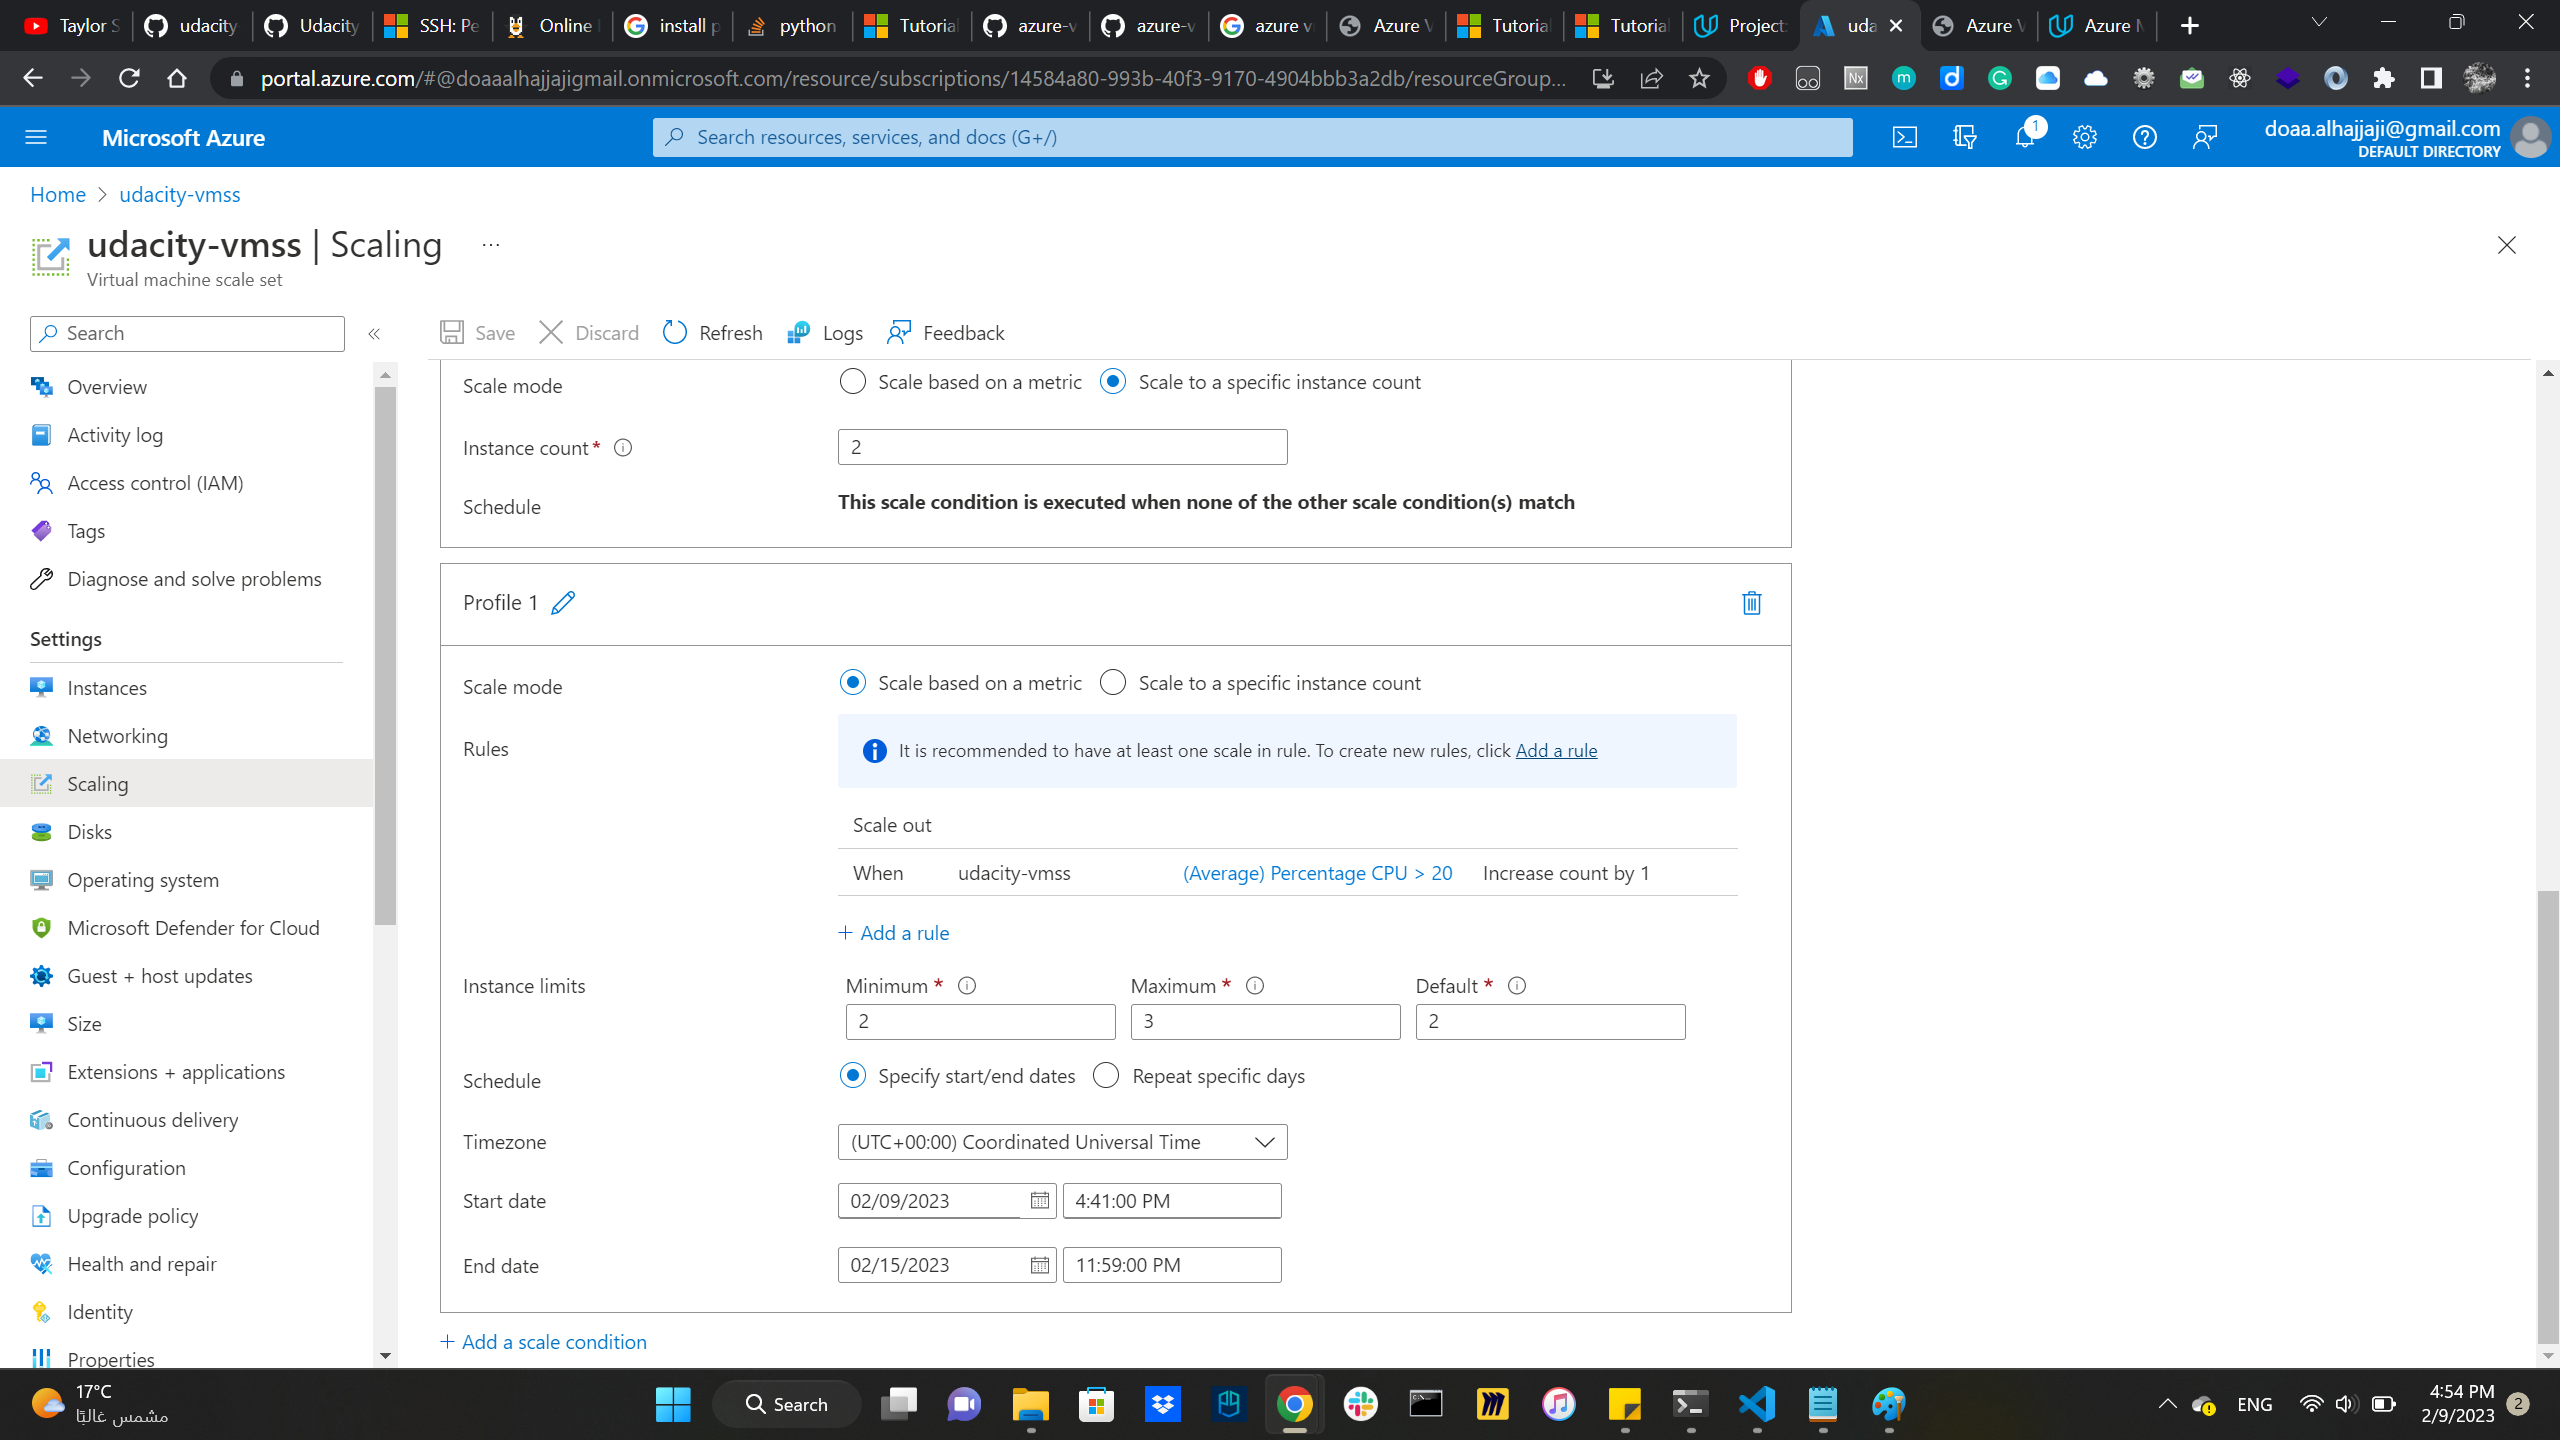 Taylor S
udacity
Udacity
SSH: Pe
Online
install p
python
Tutorial
azure-v
azure-v
azure v
Azure V
Tutorial
Tutorial
Project:
uda
Azure V
Azure M
portal.azure.com/#@doaaalhajjajigmail.onmicrosoft.com/resource/subscriptions/14584a80-993b-40f3-9170-4904bbb3a2db/resourceGroup...
Microsoft Azure
Search resources, services, and docs (G+/)
1
doaa.alhajjaji@gmail.com
DEFAULT DIRECTORY
Home > udacity-vmss
udacity-vmss | Scaling ...
Virtual machine scale set
Search
Save
Discard
Refresh
Logs
Feedback
Overview
Activity log
Access control (IAM)
Tags
Diagnose and solve problems
Settings
Instances
Networking
Scaling
Disks
Operating system
Microsoft Defender for Cloud
Guest + host updates
Size
Extensions + applications
Continuous delivery
Configuration
Upgrade policy
Health and repair
Identity
Properties
Scale mode
Scale based on a metric
Scale to a specific instance count
Instance count *
2
Schedule
This scale condition is executed when none of the other scale condition(s) match
Profile 1
Scale mode
Scale based on a metric
Scale to a specific instance count
Rules
It is recommended to have at least one scale in rule. To create new rules, click Add a rule
Scale out
When udacity-vmss (Average) Percentage CPU > 20 Increase count by 1
+ Add a rule
Instance limits
Minimum *
Maximum *
Default *
2
3
2
Schedule
Specify start/end dates
Repeat specific days
Timezone
(UTC+00:00) Coordinated Universal Time
Start date
02/09/2023
4:41:00 PM
End date
02/15/2023
11:59:00 PM
+ Add a scale condition
17°C
مشمس غالبًا
Search
ENG
4:54 PM
2/9/2023
2